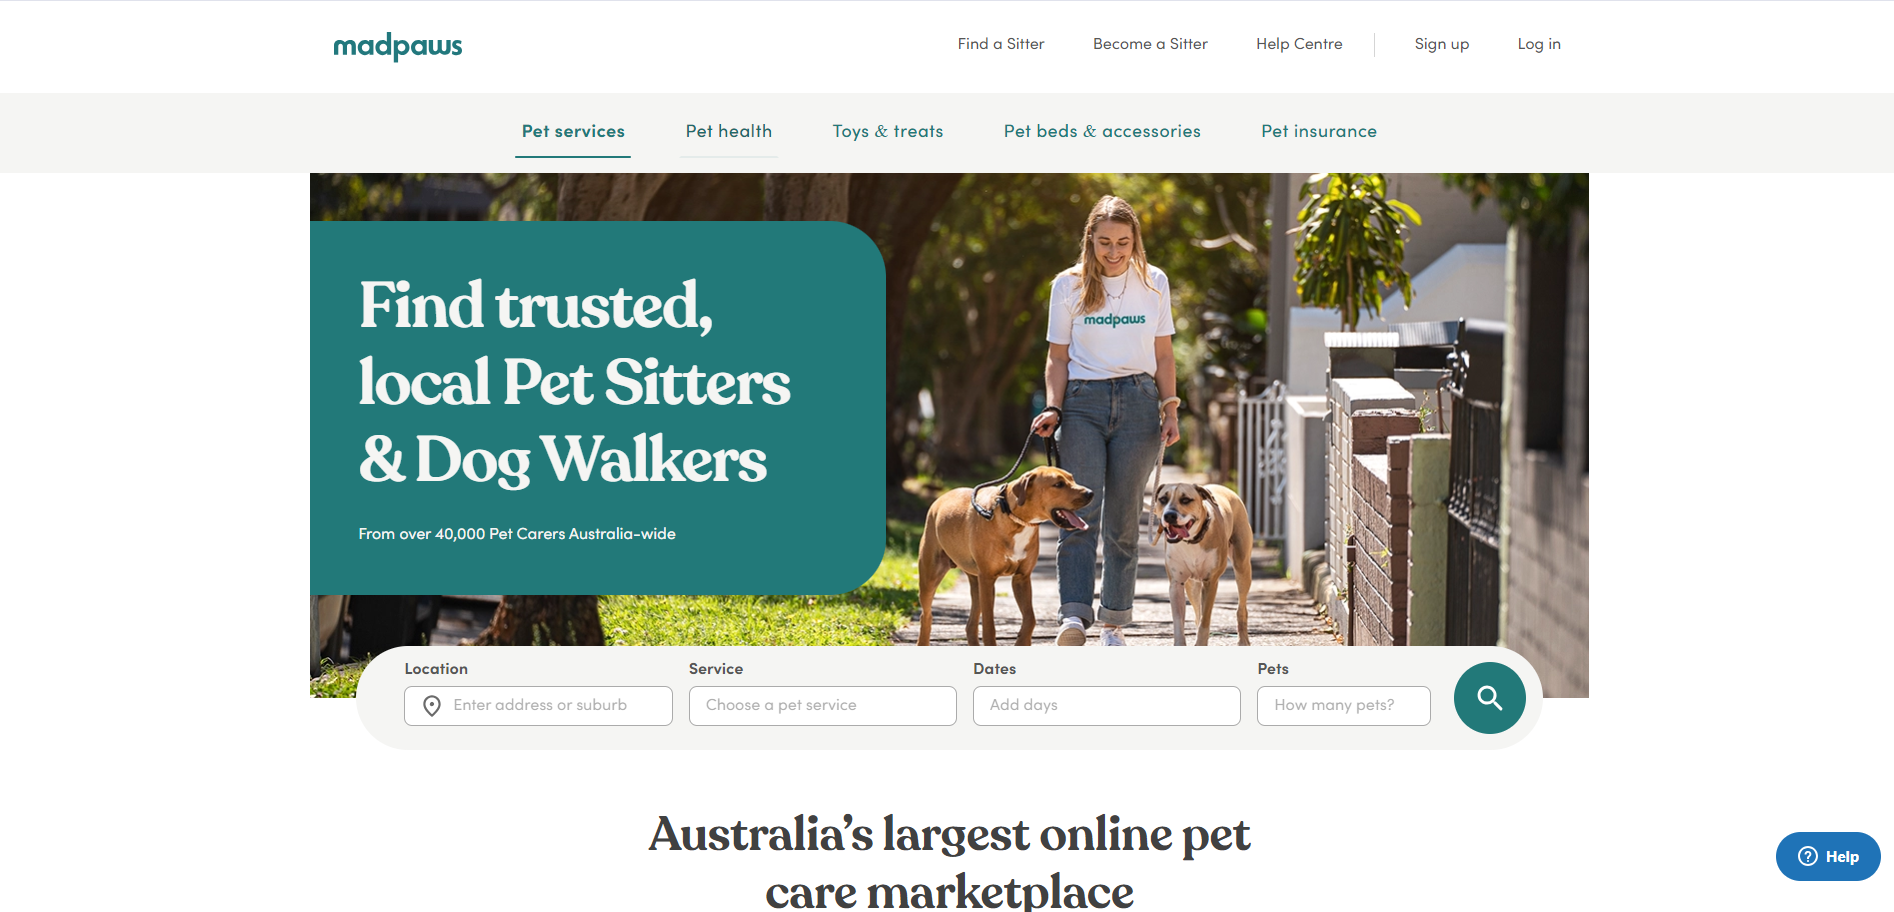 madpaws
Find a Sitter
Become a Sitter
Help Centre
Sign up
Log in
Pet services
Pet health
Toys & treats
Pet beds & accessories
Pet insurance
Find trusted,
local Pet Sitters
& Dog Walkers
From over 40,000 Pet Carers Australia-wide
madpaws
Location
Enter address or suburb
Service
Choose a pet service
Dates
Add days
Pets
How many pets?
Australia’s largest online pet
care marketplace
Help